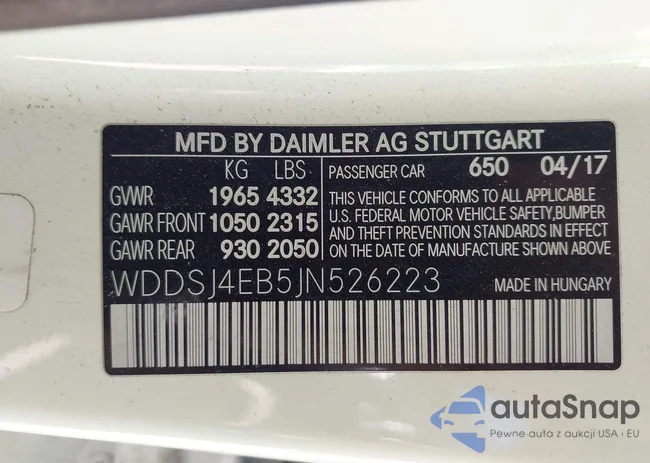 MFD BY DAIMLER AG STUTTGART
KG LBS
GVWR 1965 4332
GAWR FRONT 1050 2315
GAWR REAR 930 2050
PASSENGER CAR 650 04/17
THIS VEHICLE CONFORMS TO ALL APPLICABLE
U.S. FEDERAL MOTOR VEHICLE SAFETY,BUMPER
AND THEFT PREVENTION STANDARDS IN EFFECT
ON THE DATE OF MANUFACTURE SHOWN ABOVE.
WDDSJ4EB5JN526223
MADE IN HUNGARY
autaSnap
Pewne auta z aukcji USA i EU